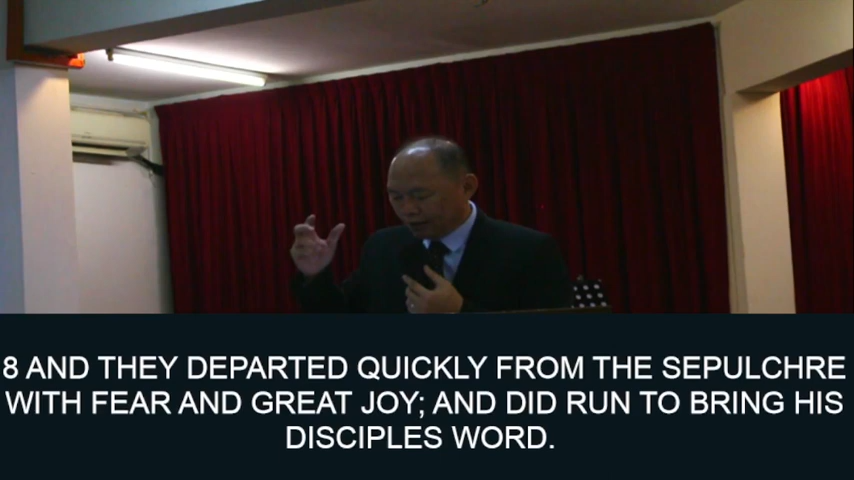 8 AND THEY DEPARTED QUICKLY FROM THE SEPULCHRE
WITH FEAR AND GREAT JOY; AND DID RUN TO BRING HIS
DISCIPLES WORD.